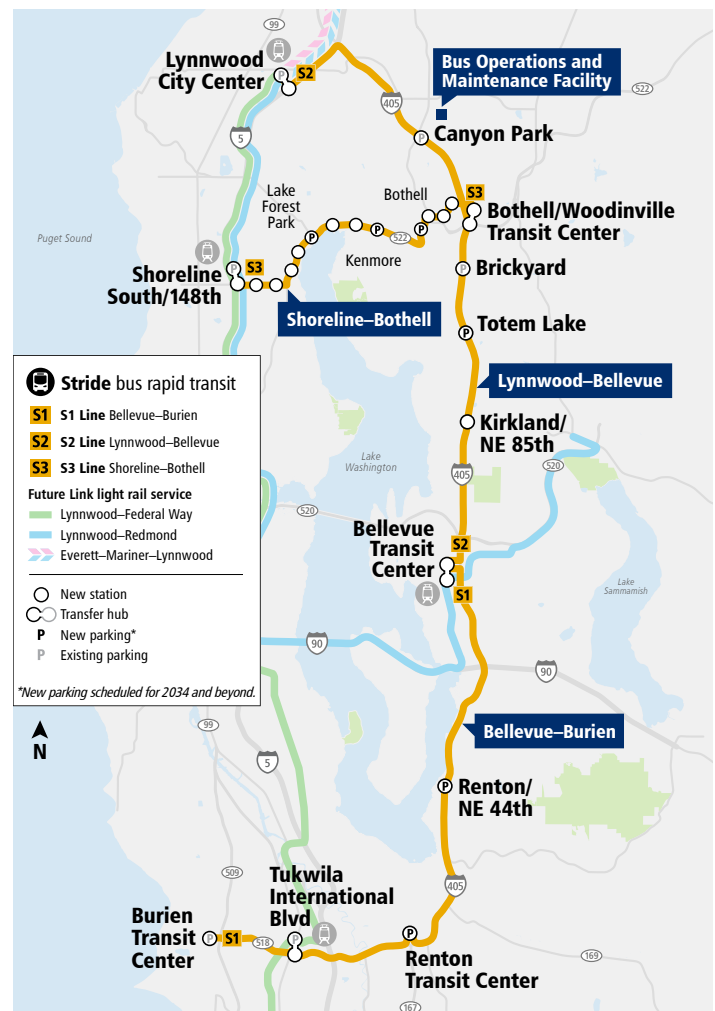 99
Lynnwood
City Center
P
S2
Bus Operations and
Maintenance Facility
405
522
P
Canyon Park
5
Lake
Forest
Park
Bothell
S3
Bothell/Woodinville
Transit Center
Puget Sound
P
P
P
522
Kenmore
P
S3
Shoreline
South/148th
P
Brickyard
Shoreline–Bothell
P
Totem Lake
Stride bus rapid transit
S1
S1 Line Bellevue–Burien
S2
S2 Line Lynnwood–Bellevue
S3
S3 Line Shoreline–Bothell
Future Link light rail service
Lynnwood–Federal Way
Lynnwood–Redmond
Everett–Mariner–Lynnwood
New station
Transfer hub
P
New parking*
P
Existing parking
*New parking scheduled for 2034 and beyond.
N
Lynnwood–Bellevue
Kirkland/
NE 85th
Lake
Washington
405
520
520
Bellevue
Transit
Center
S2
S1
Lake
Sammamish
90
90
99
5
Bellevue–Burien
P
Renton/
NE 44th
509
405
Tukwila
International
Blvd
Burien
Transit
Center
P
S1
518
P
P
Renton
Transit Center
169
167